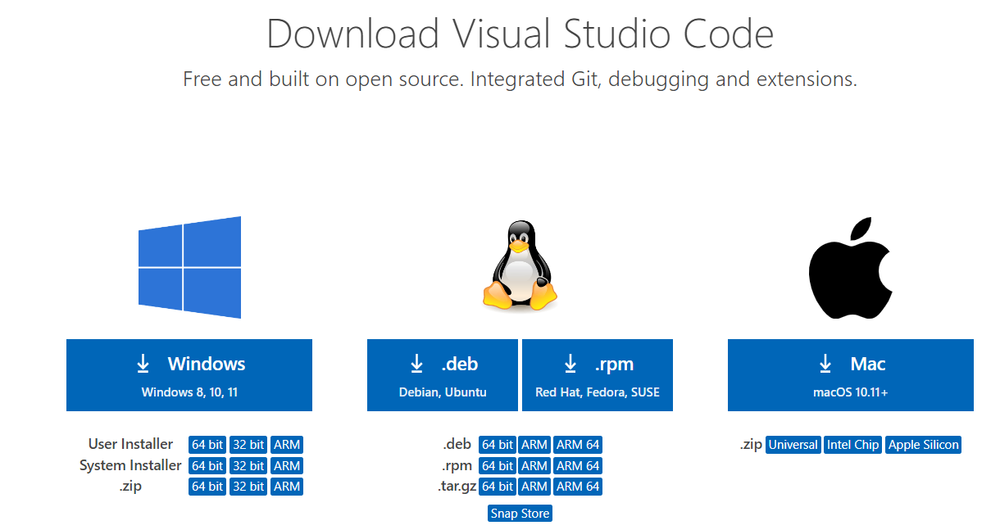 Download Visual Studio Code
Free and built on open source. Integrated Git, debugging and extensions.
Windows
Windows 8, 10, 11
User Installer 64 bit 32 bit ARM
System Installer 64 bit 32 bit ARM
.zip 64 bit 32 bit ARM
.deb
Debian, Ubuntu
.rpm
Red Hat, Fedora, SUSE
.deb 64 bit ARM ARM 64
.rpm 64 bit ARM ARM 64
.tar.gz 64 bit ARM ARM 64
Snap Store
Mac
macOS 10.11+
.zip Universal Intel Chip Apple Silicon